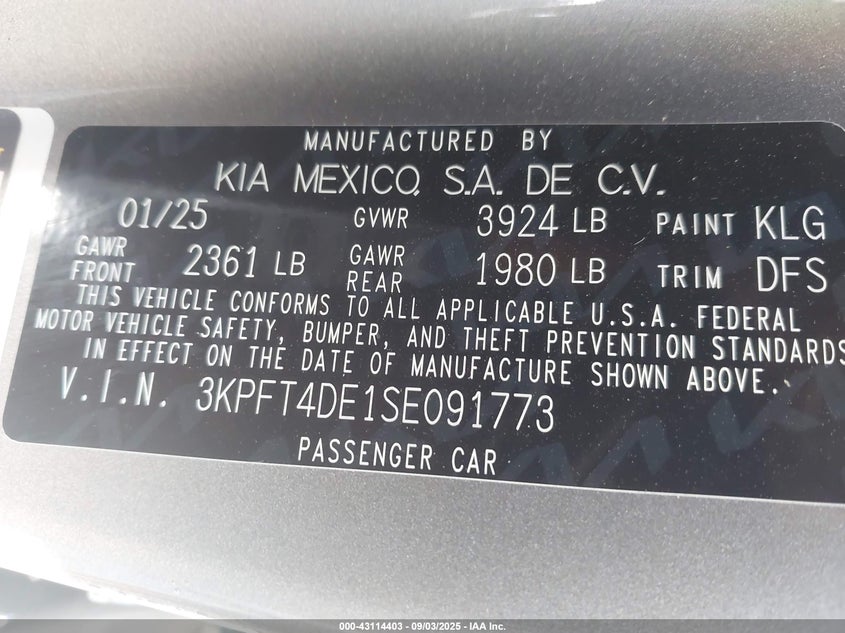 MANUFACTURED BY
KIA MEXICO, S.A. DE C.V.
01/25 GVWR 3924 LB PAINT KLG
GAWR FRONT 2361 LB GAWR REAR 1980 LB TRIM DFS
THIS VEHICLE CONFORMS TO ALL APPLICABLE U.S.A. FEDERAL
MOTOR VEHICLE SAFETY, BUMPER, AND THEFT PREVENTION STANDARDS
IN EFFECT ON THE DATE OF MANUFACTURE SHOWN ABOVE.
V.I.N. 3KPFT4DE1SE091773
PASSENGER CAR
000-43114403 - 09/03/2025 - IAA Inc.